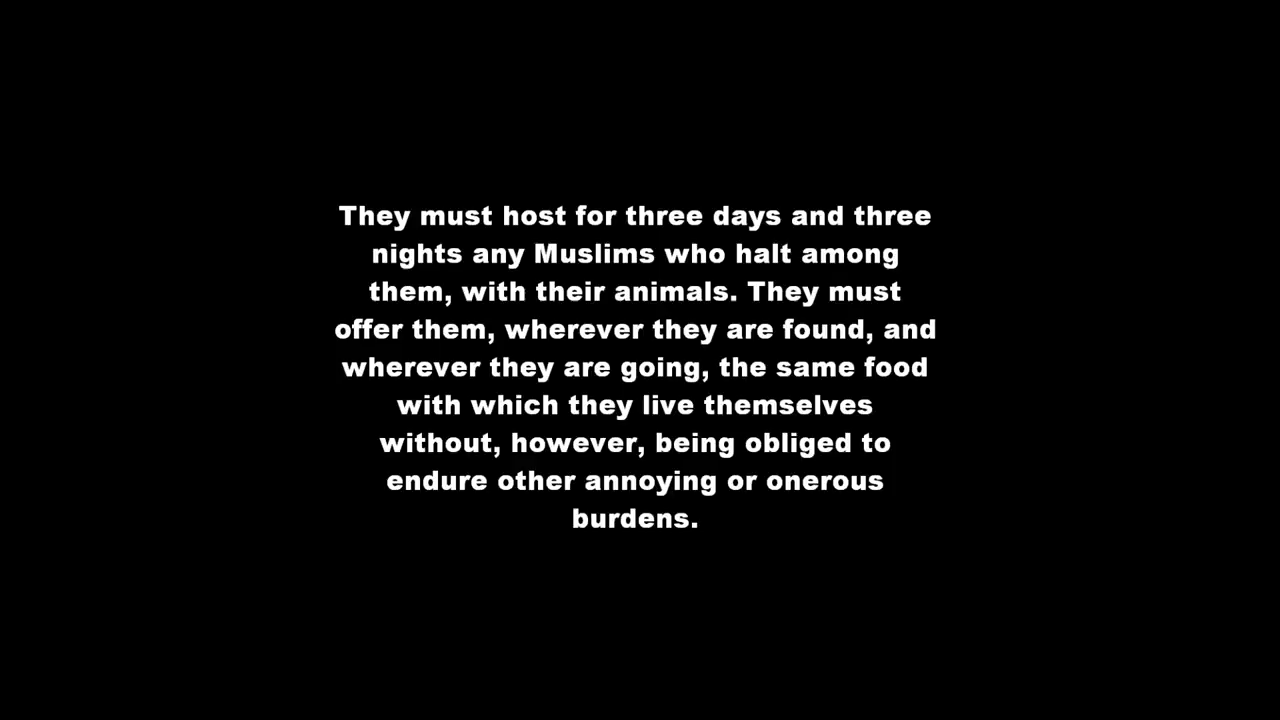 They must host for three days and three
nights any Muslims who halt among
them, with their animals. They must
offer them, wherever they are found, and
wherever they are going, the same food
with which they live themselves
without, however, being obliged to
endure other annoying or onerous
burdens.